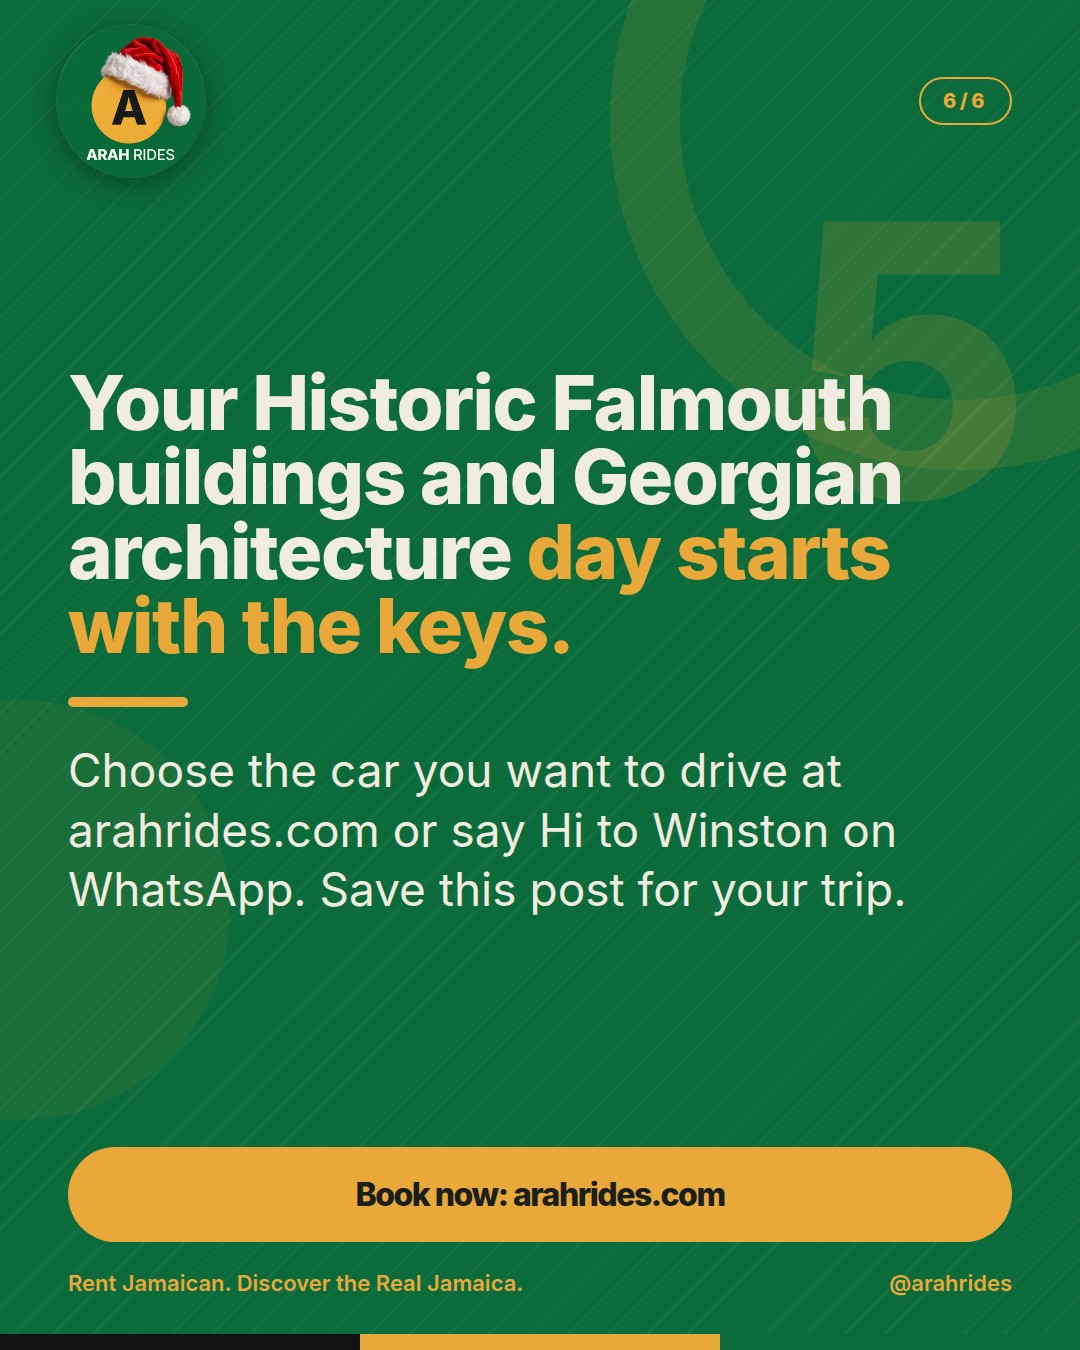 A
ARAH RIDES
6/6
5
Your Historic Falmouth
buildings and Georgian
architecture day starts
with the keys.
Choose the car you want to drive at
arahrides.com or say Hi to Winston on
WhatsApp. Save this post for your trip.
Book now: arahrides.com
Rent Jamaican. Discover the Real Jamaica.
@arahrides